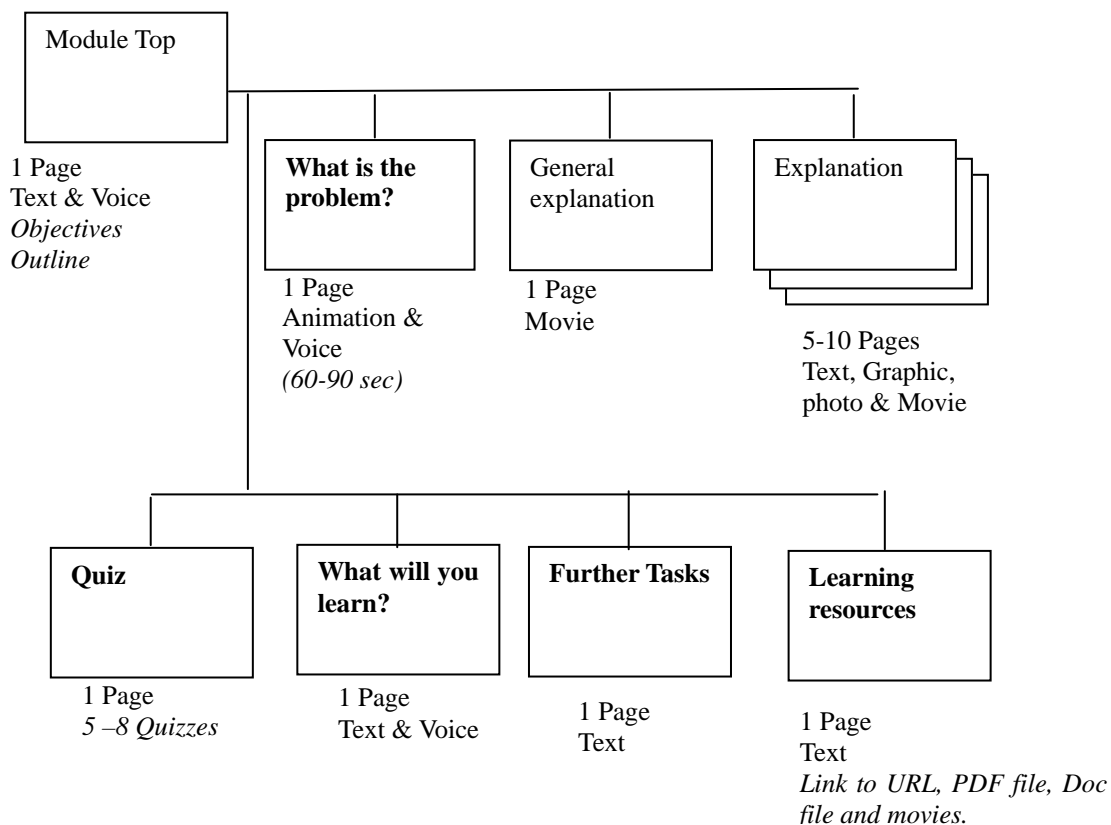 Module Top
1 Page
Text & Voice
Objectives
Outline
What is the
problem?
1 Page
Animation &
Voice
(60-90 sec)
General
explanation
1 Page
Movie
Explanation
5-10 Pages
Text, Graphic,
photo & Movie
Quiz
1 Page
5 –8 Quizzes
What will you
learn?
1 Page
Text & Voice
Further Tasks
1 Page
Text
Learning
resources
1 Page
Text
Link to URL, PDF file, Doc
file and movies.